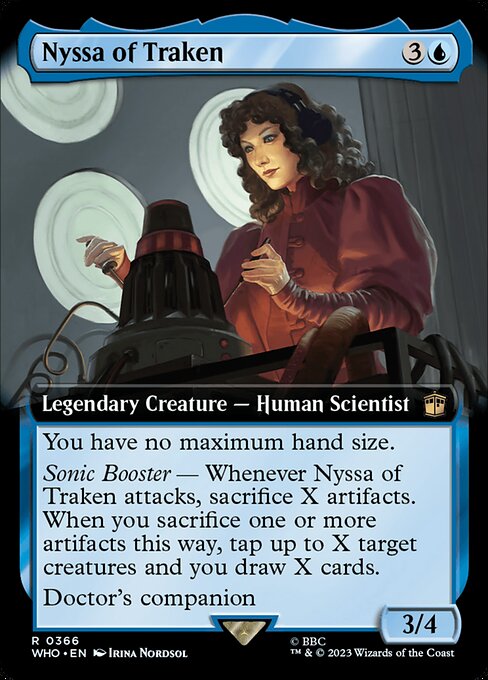 Nyssa of Traken 3
Legendary Creature — Human Scientist
You have no maximum hand size.
Sonic Booster — Whenever Nyssa of
Traken attacks, sacrifice X artifacts.
When you sacrifice one or more
artifacts this way, tap up to X target
creatures and you draw X cards.
Doctor's companion
3/4
R 0366
WHO • EN Irina Nordsol
© BBC
™ & © 2023 Wizards of the Coast